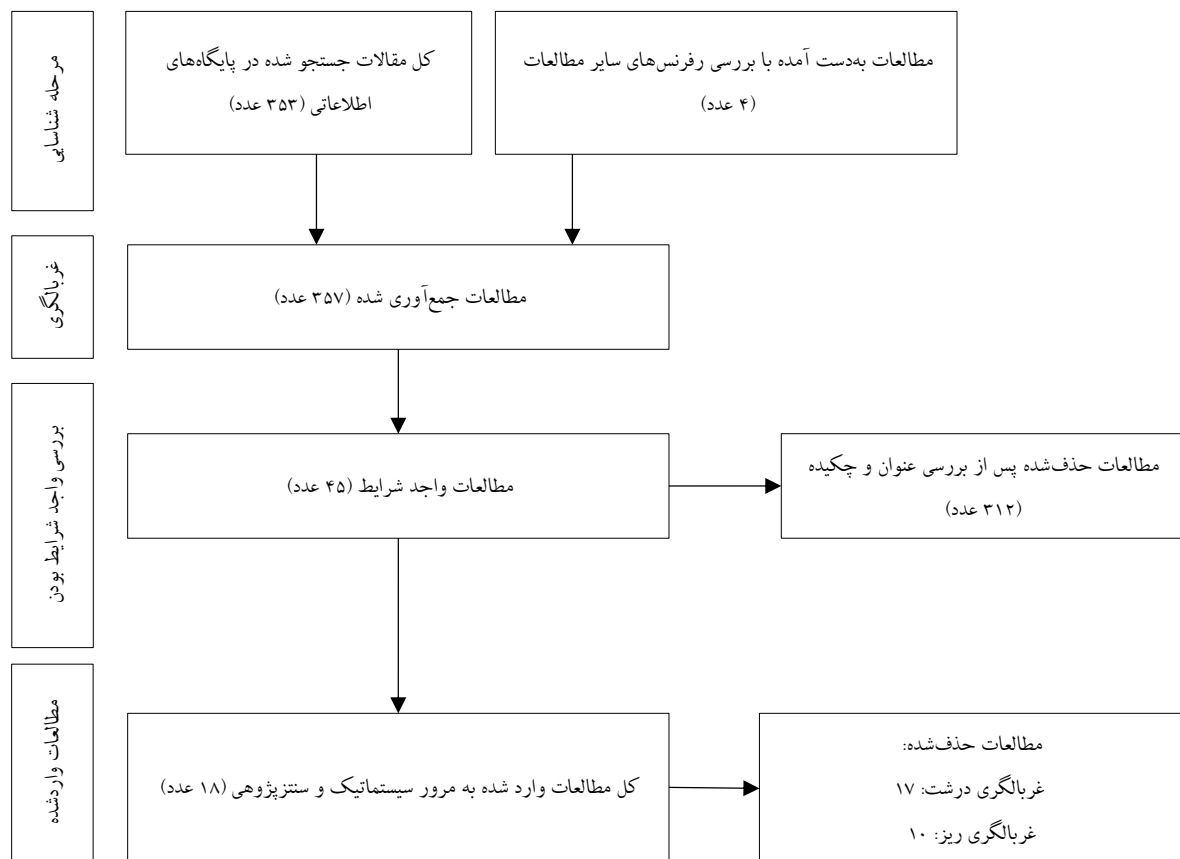 مرحله شناسایی
کل مقالات جستجو شده در پایگاه‌های
اطلاعاتی (۳۵۳ عدد)
مطالعات به‌دست آمده با بررسی رفرنس‌های سایر مطالعات
(۴ عدد)
غربالگری
مطالعات جمع‌آوری شده (۳۵۷ عدد)
بررسی واجد شرایط بودن
مطالعات واجد شرایط (۴۵ عدد)
مطالعات حذف‌شده پس از بررسی عنوان و چکیده
(۳۱۲ عدد)
مطالعات واردشده
کل مطالعات وارد شده به مرور سیستماتیک و سنتزپژوهی (۱۸ عدد)
مطالعات حذف‌شده:
غربالگری درشت: ۱۷
غربالگری ریز: ۱۰